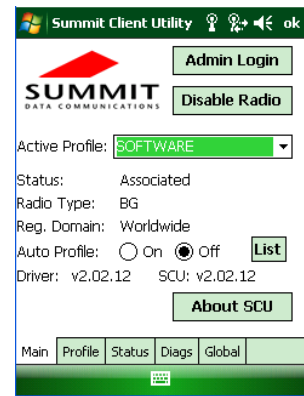 Summit Client Utility ok
Admin Login
SUMMIT
DATA COMMUNICATIONS
Disable Radio
Active Profile: SOFTWARE
Status: Associated
Radio Type: BG
Reg. Domain: Worldwide
Auto Profile: On Off List
Driver: v2.02.12 SCU: v2.02.12
About SCU
Main Profile Status Diags Global